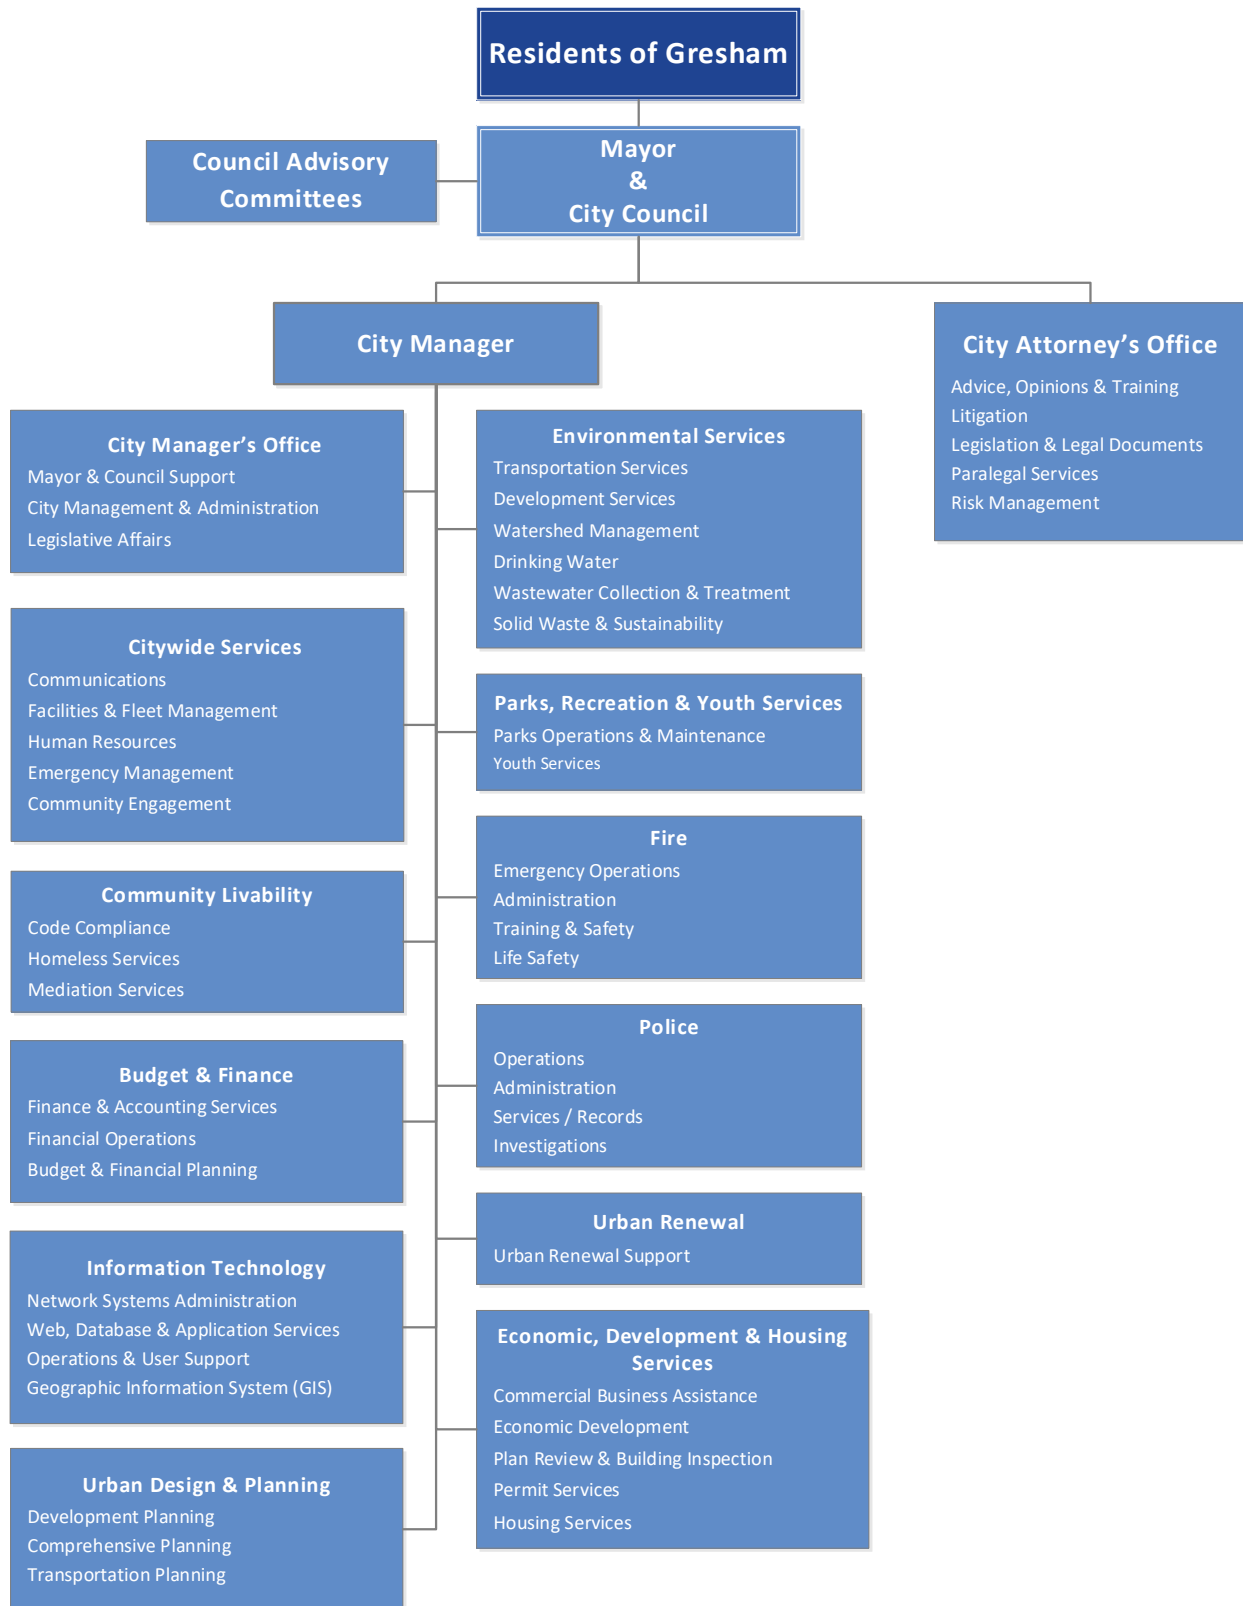 Residents of Gresham
Council Advisory
Committees
Mayor
&
City Council
City Manager
City Attorney’s Office
Advice, Opinions & Training
Litigation
Legislation & Legal Documents
Paralegal Services
Risk Management
City Manager’s Office
Mayor & Council Support
City Management & Administration
Legislative Affairs
Citywide Services
Communications
Facilities & Fleet Management
Human Resources
Emergency Management
Community Engagement
Community Livability
Code Compliance
Homeless Services
Mediation Services
Budget & Finance
Finance & Accounting Services
Financial Operations
Budget & Financial Planning
Information Technology
Network Systems Administration
Web, Database & Application Services
Operations & User Support
Geographic Information System (GIS)
Urban Design & Planning
Development Planning
Comprehensive Planning
Transportation Planning
Environmental Services
Transportation Services
Development Services
Watershed Management
Drinking Water
Wastewater Collection & Treatment
Solid Waste & Sustainability
Parks, Recreation & Youth Services
Parks Operations & Maintenance
Youth Services
Fire
Emergency Operations
Administration
Training & Safety
Life Safety
Police
Operations
Administration
Services / Records
Investigations
Urban Renewal
Urban Renewal Support
Economic, Development & Housing
Services
Commercial Business Assistance
Economic Development
Plan Review & Building Inspection
Permit Services
Housing Services